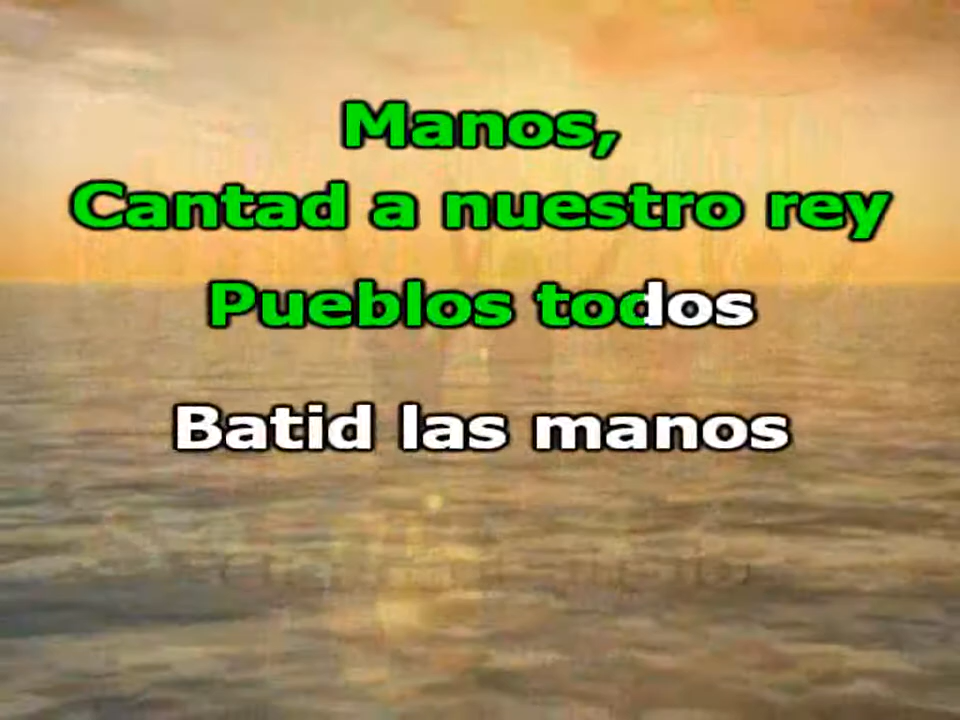 Manos,
Cantad a nuestro rey
Pueblos todos
Batid las manos